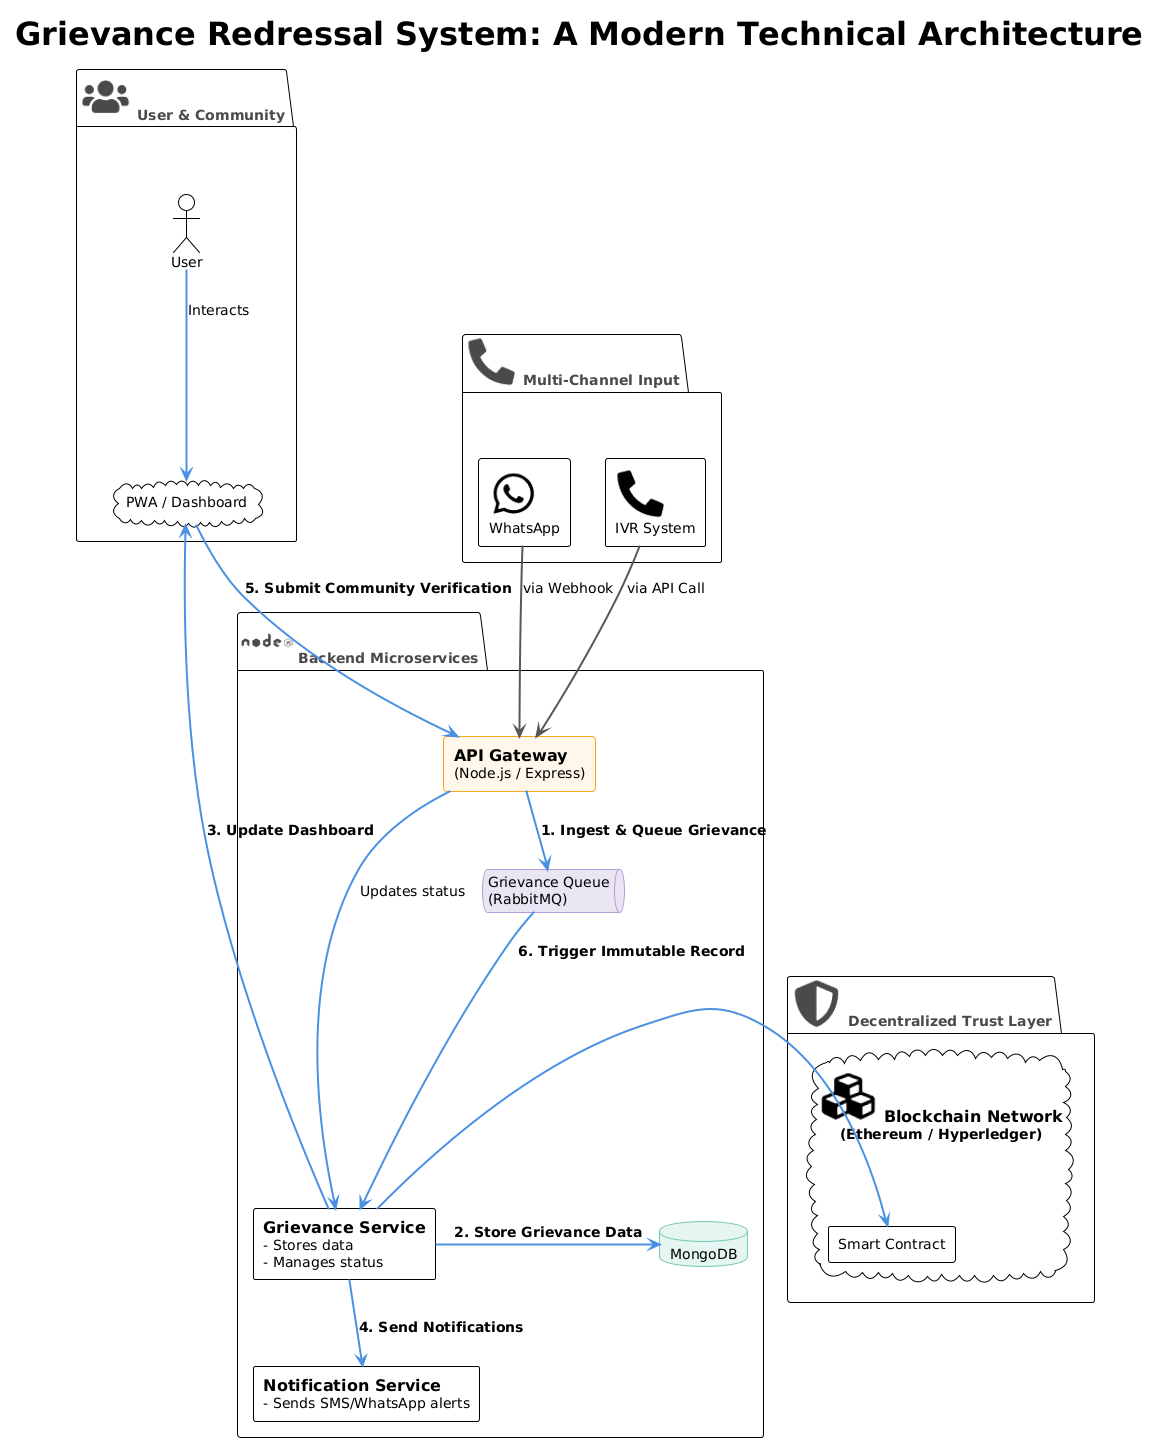 Grievance Redressal System: A Modern Technical Architecture
User & Community
User
Interacts
PWA / Dashboard
Multi-Channel Input
WhatsApp
IVR System
5. Submit Community Verification
via Webhook
via API Call
node
JS
Backend Microservices
API Gateway
(Node.js / Express)
3. Update Dashboard
1. Ingest & Queue Grievance
Updates status
Grievance Queue
(RabbitMQ)
6. Trigger Immutable Record
Decentralized Trust Layer
Blockchain Network
(Ethereum / Hyperledger)
Smart Contract
Grievance Service
- Stores data
- Manages status
2. Store Grievance Data
MongoDB
4. Send Notifications
Notification Service
- Sends SMS/WhatsApp alerts